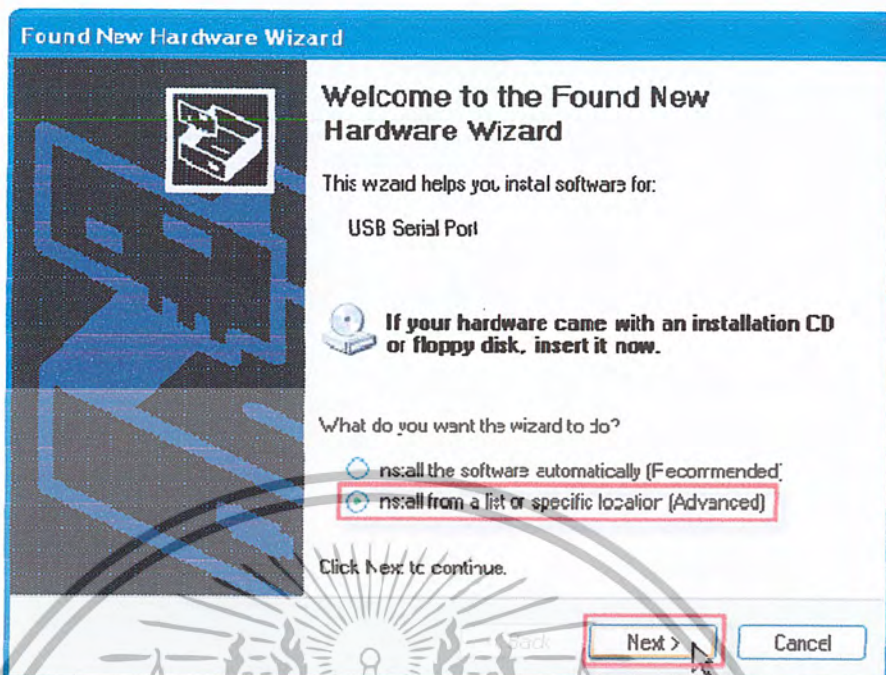 Found New Hardware Wizard
Welcome to the Found New
Hardware Wizard
This wizard helps you instal software for:
USB Serial Port
If your hardware came with an installation CD
or floppy disk, insert it now.
What do you want the wizard to do?
Install the software automatically (Recommended)
Install from a list or specific location (Advanced)
Click Next to continue.
Back
Next >
Cancel